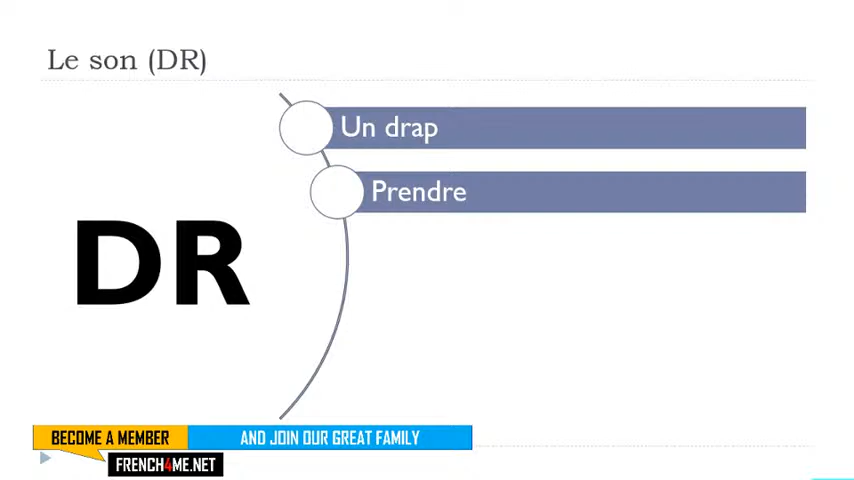 Le son (DR)
Un drap
Prendre
DR
BECOME A MEMBER
AND JOIN OUR GREAT FAMILY
FRENCH4ME.NET